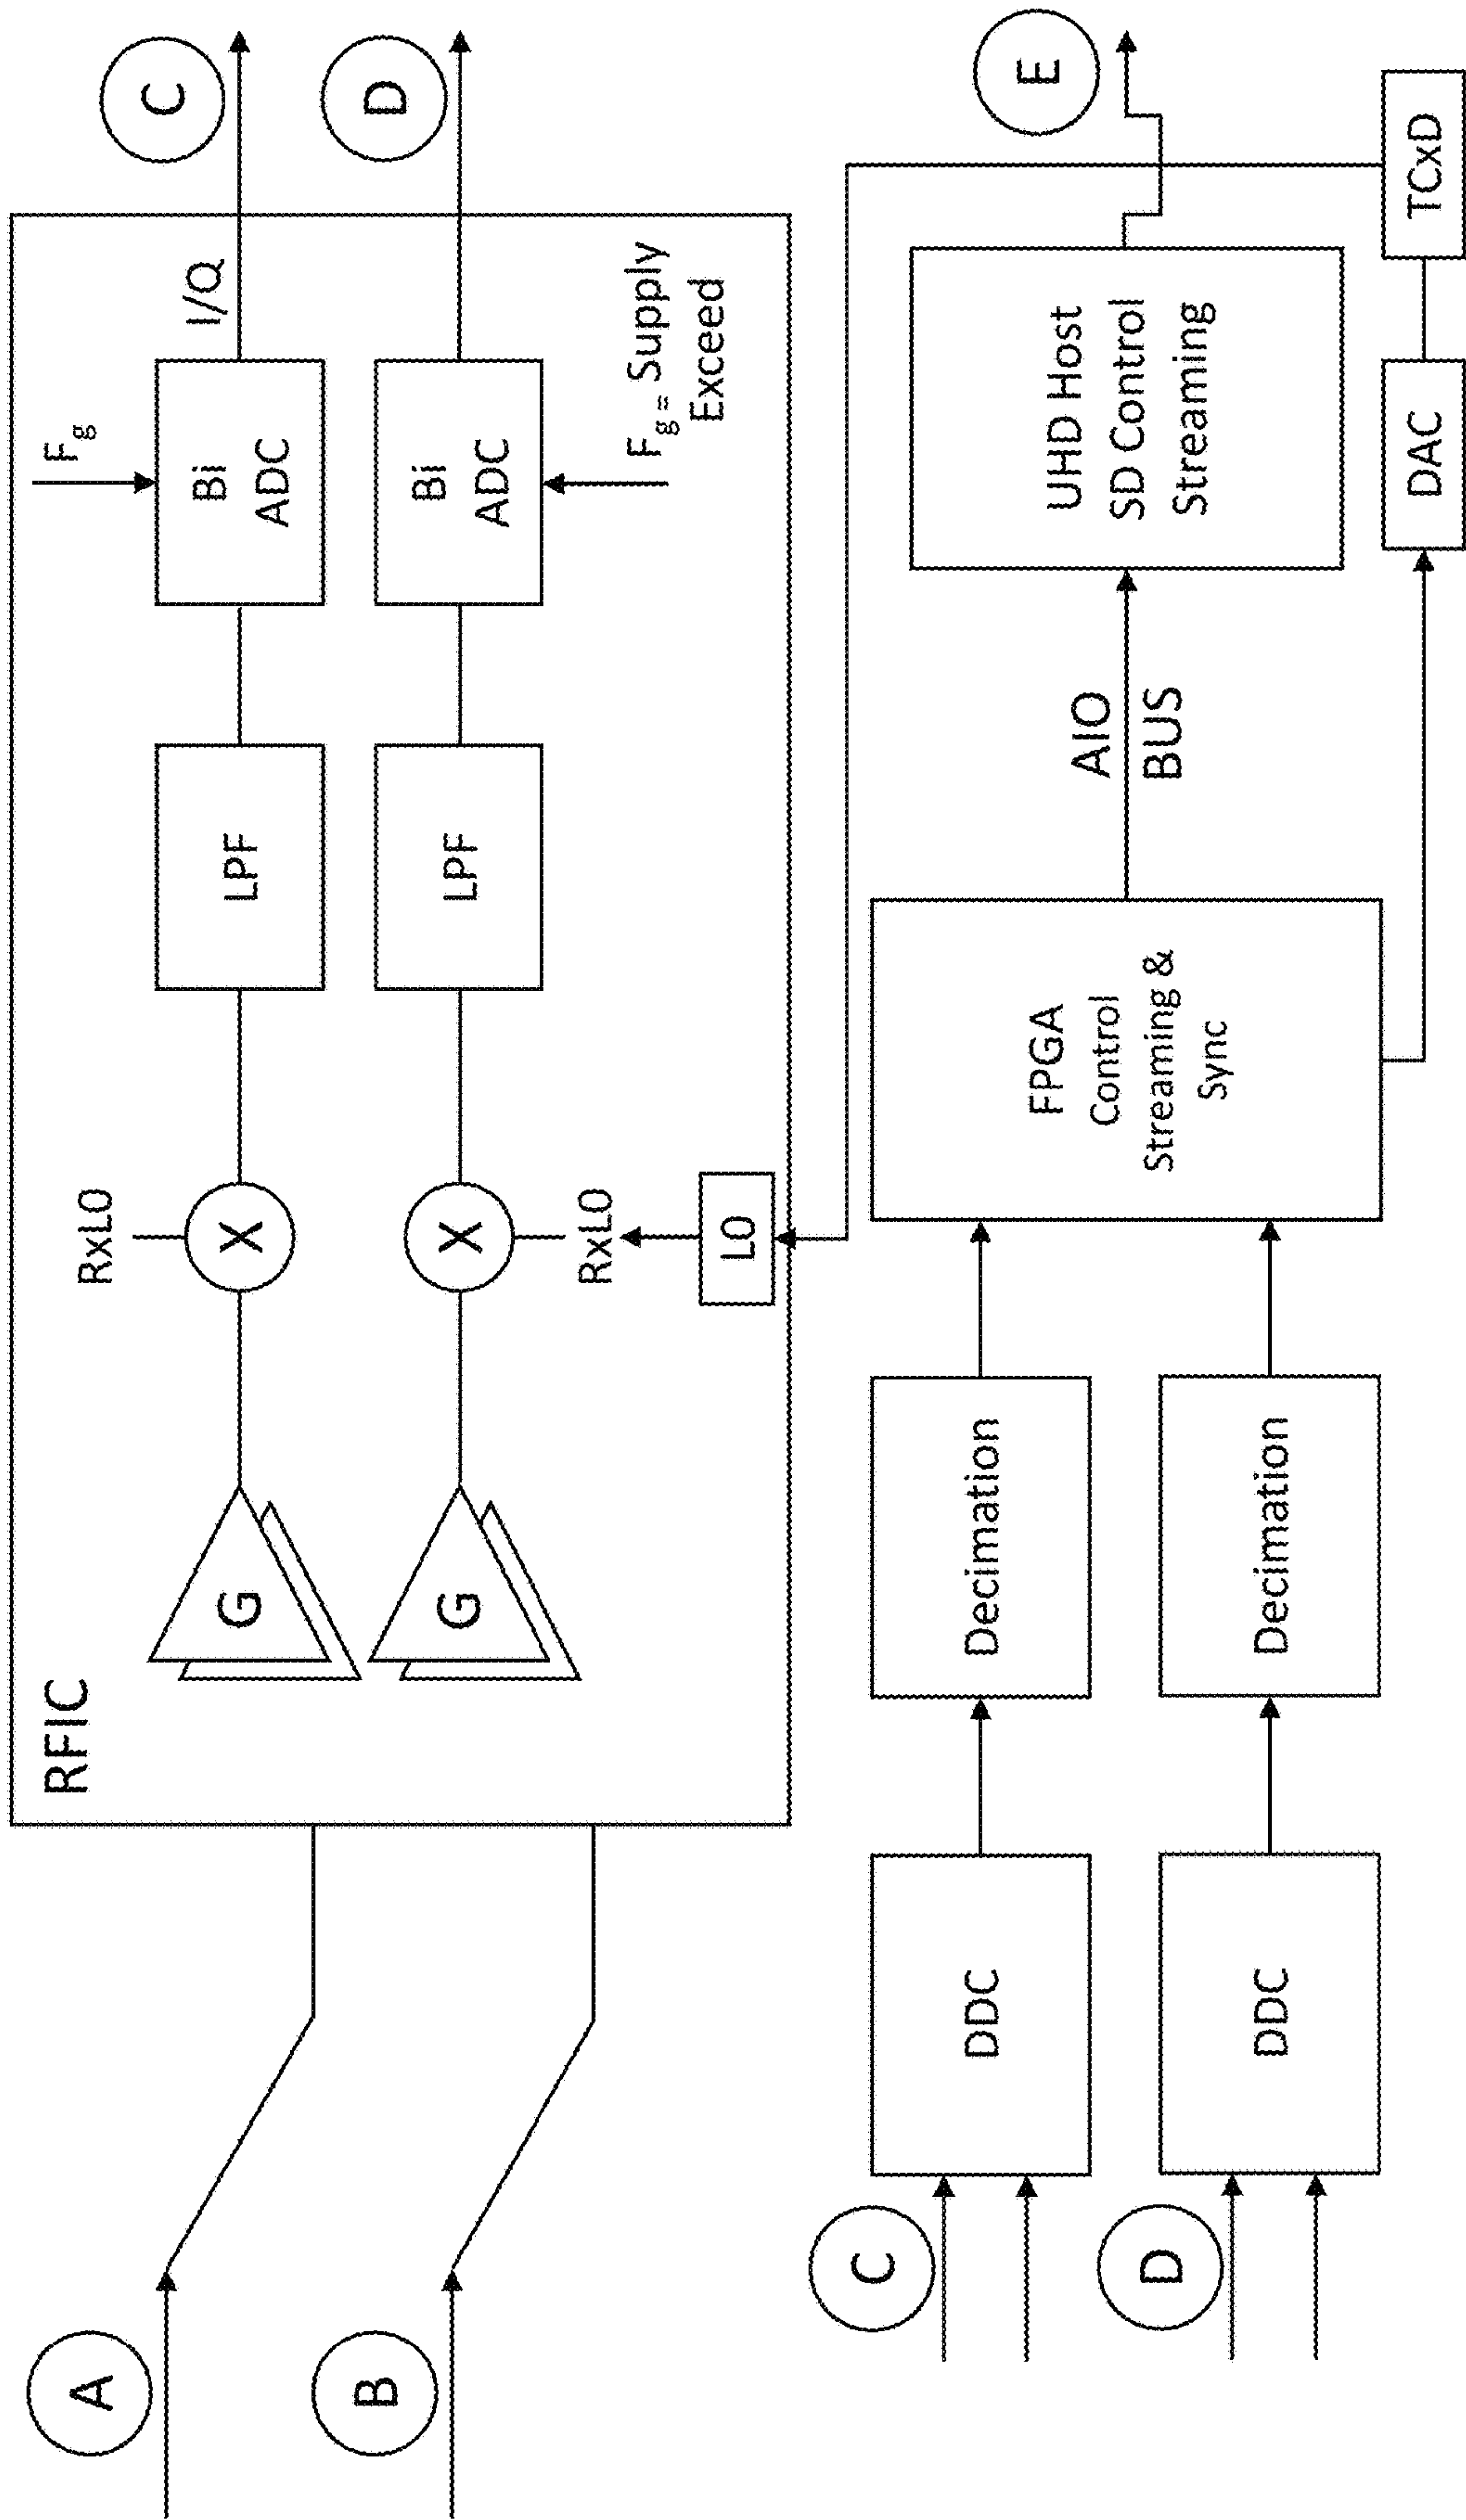 RFIC
A
B
G
G
RxLO
X
X
RxLO
LO
LPF
LPF
Fg
Bi
ADC
Bi
ADC
Fg = Supply
Exceed
I/Q
C
D
C
D
DDC
DDC
Decimation
Decimation
FPGA
Control
Streaming &
Sync
AIO
BUS
UHD Host
SD Control
Streaming
DAC
TCxD
E